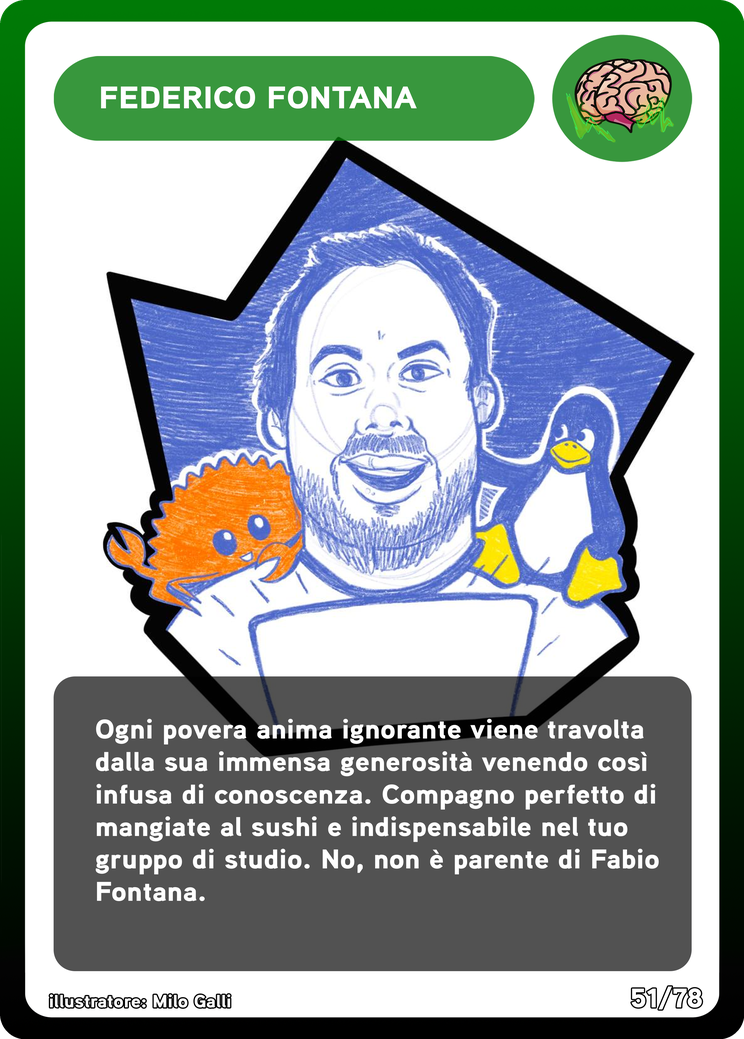 FEDERICO FONTANA
Ogni povera anima ignorante viene travolta
dalla sua immensa generosità venendo così
infusa di conoscenza. Compagno perfetto di
mangiate al sushi e indispensabile nel tuo
gruppo di studio. No, non è parente di Fabio
Fontana.
illustratore: Milo Galli
51/78